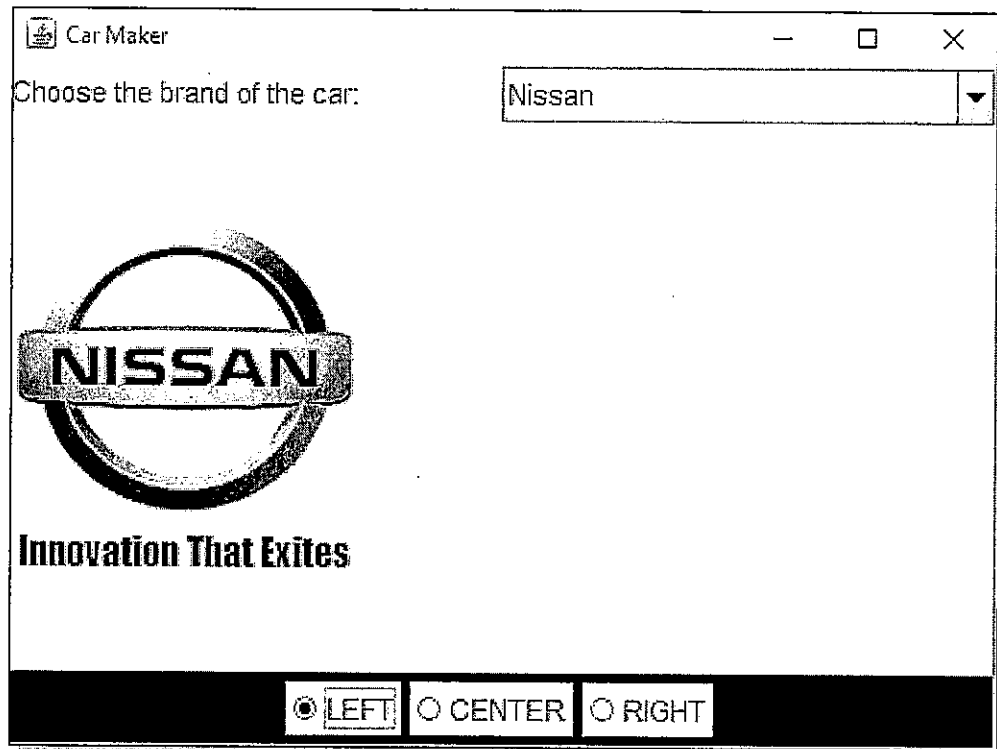 Car Maker
Choose the brand of the car:
Nissan
NISSAN
Innovation That Exites
LEFT CENTER RIGHT